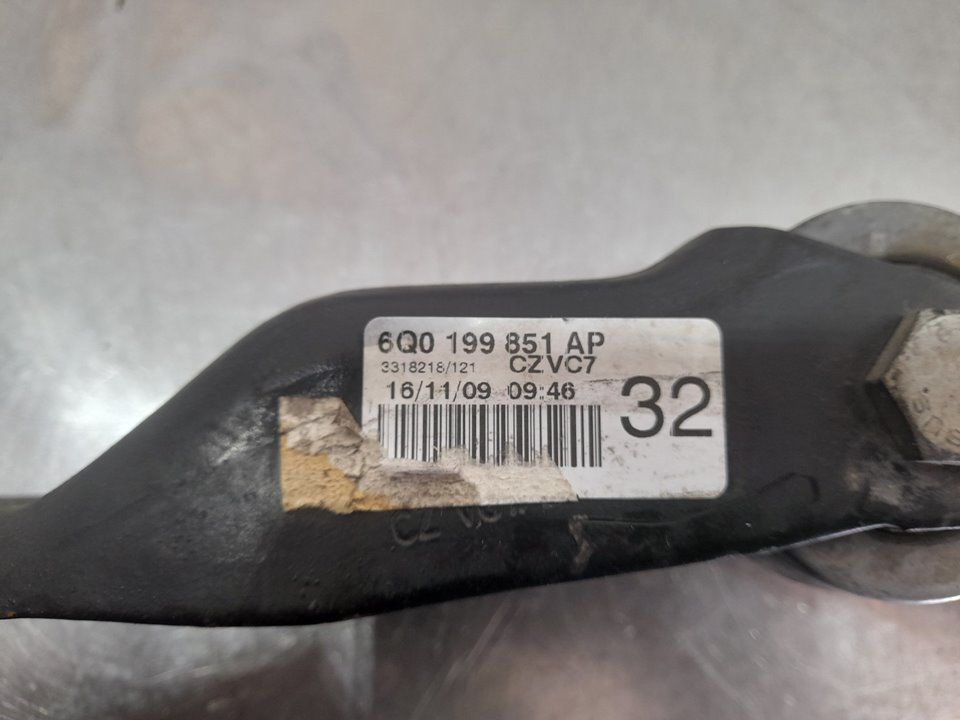 6Q0 199 851 AP
3318218/121 CZVC7
16/11/09 09:46
32